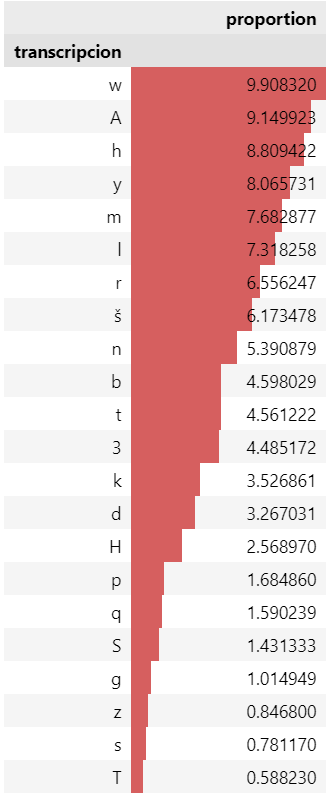 proportion
transcripcion
w 9.908320
A 9.149923
h 8.809422
y 8.065731
m 7.682877
l 7.318258
r 6.556247
š 6.173478
n 5.390879
b 4.598029
t 4.561222
3 4.485172
k 3.526861
d 3.267031
H 2.568970
p 1.684860
q 1.590239
S 1.431333
g 1.014949
z 0.846800
s 0.781170
T 0.588230